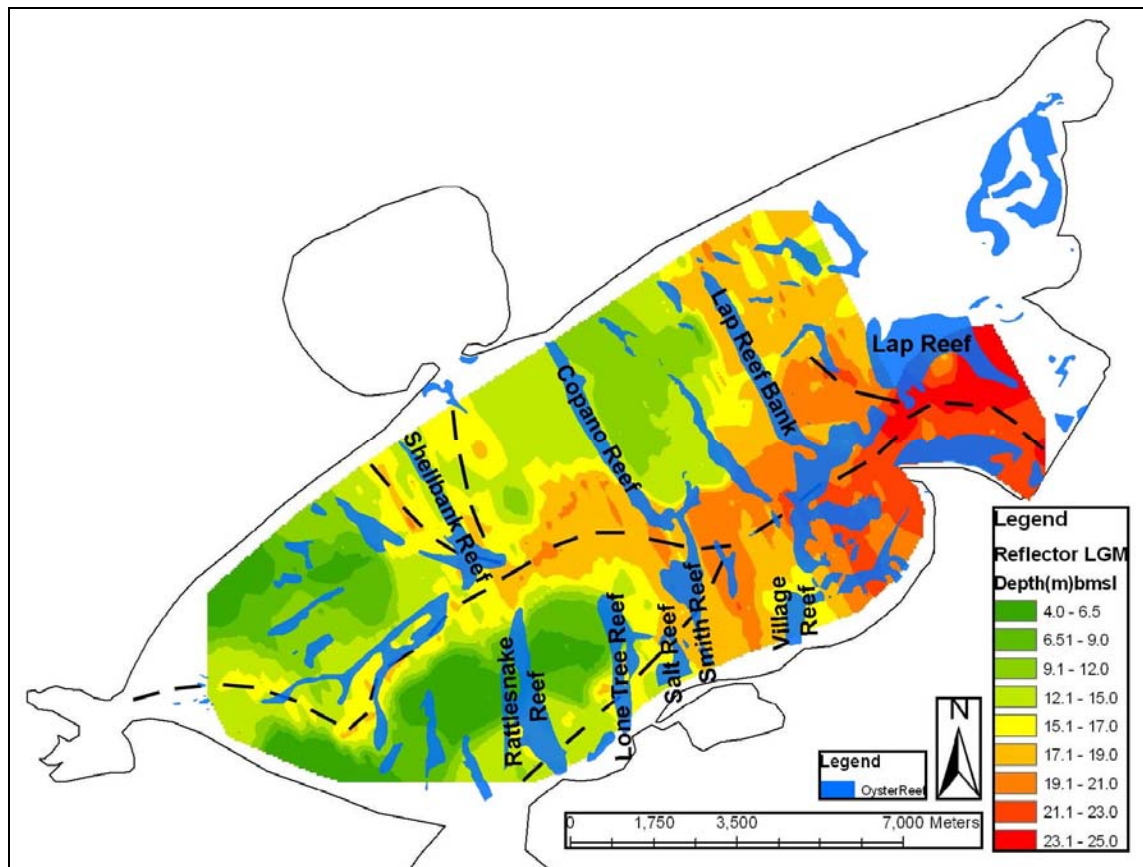 Lap Reef
Lap Reef Bank
Copano Reef
Shellbank Reef
Rattlesnake
Reef
Lone Tree Reef
Salt Reef
Smith Reef
Village
Reef
N
Legend
OysterReef
0 1,750 3,500 7,000 Meters
Legend
Reflector LGM
Depth(m)bmsl
4.0 - 6.5
6.51 - 9.0
9.1 - 12.0
12.1 - 15.0
15.1 - 17.0
17.1 - 19.0
19.1 - 21.0
21.1 - 23.0
23.1 - 25.0